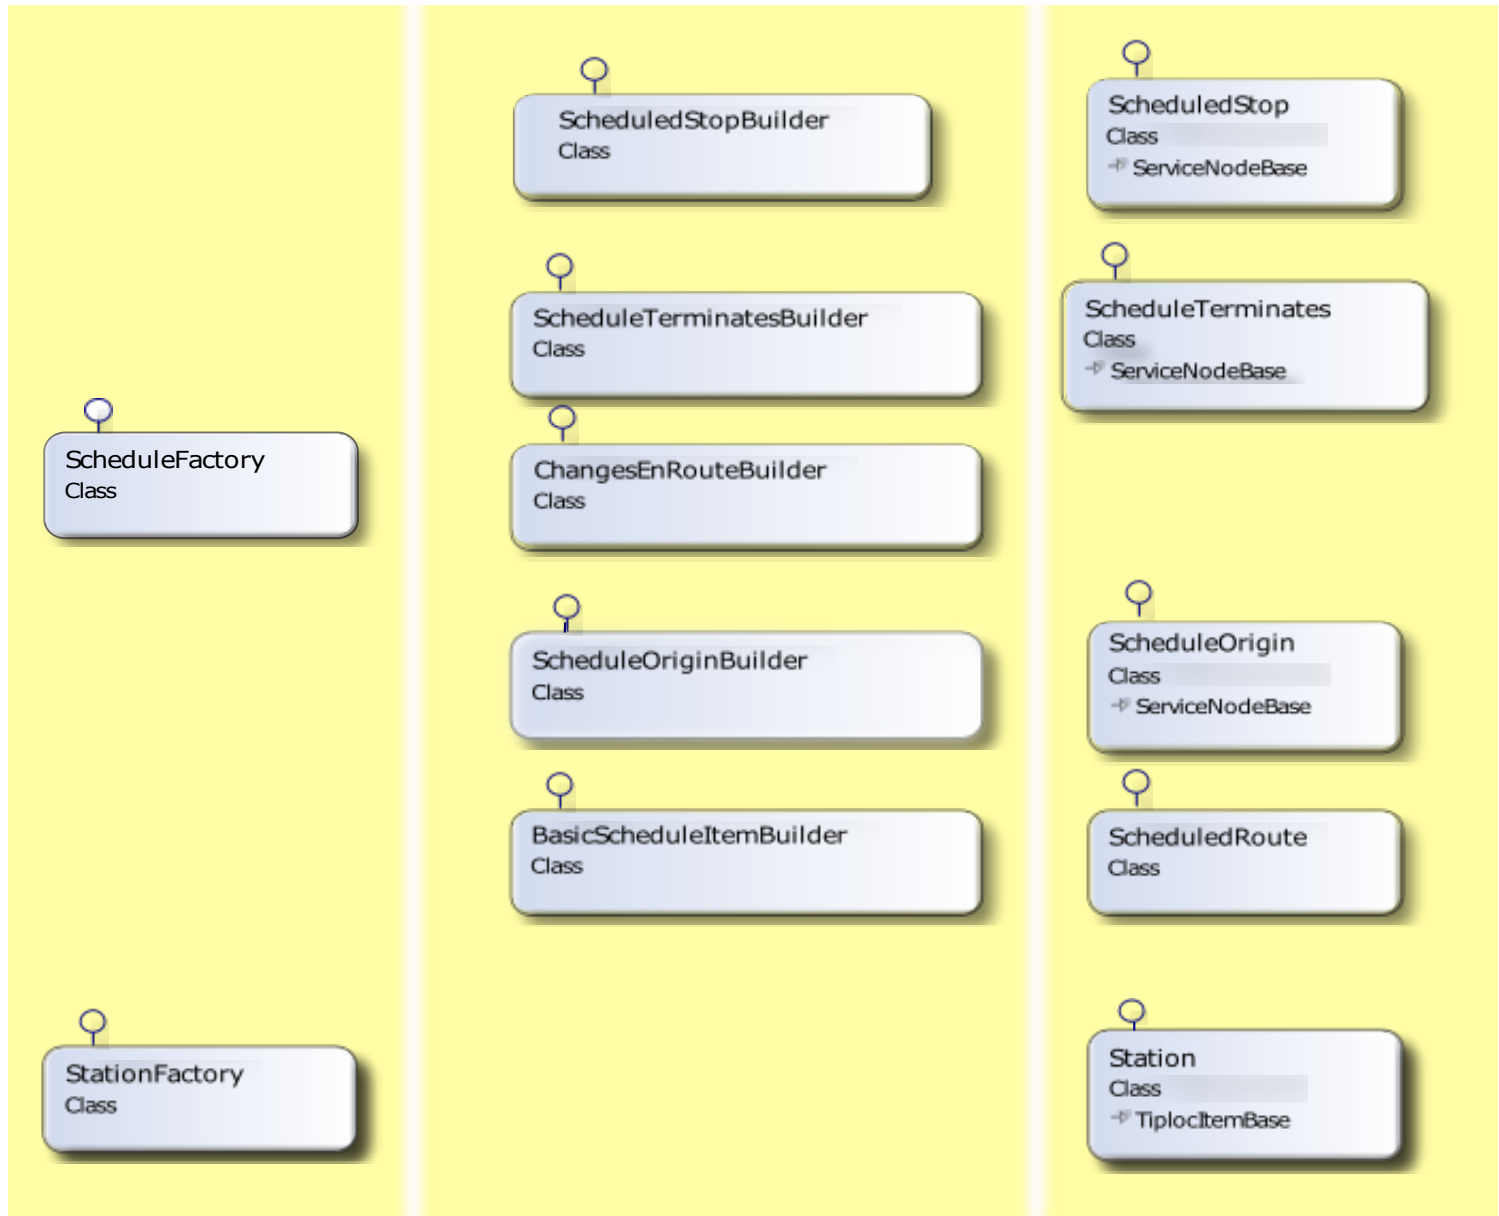 ScheduleFactory
Class
StationFactory
Class
ScheduledStopBuilder
Class
ScheduleTerminatesBuilder
Class
ChangesEnRouteBuilder
Class
ScheduleOriginBuilder
Class
BasicScheduleItemBuilder
Class
ScheduledStop
Class
ServiceNodeBase
ScheduleTerminates
Class
ServiceNodeBase
ScheduleOrigin
Class
ServiceNodeBase
ScheduledRoute
Class
Station
Class
TiplocItemBase